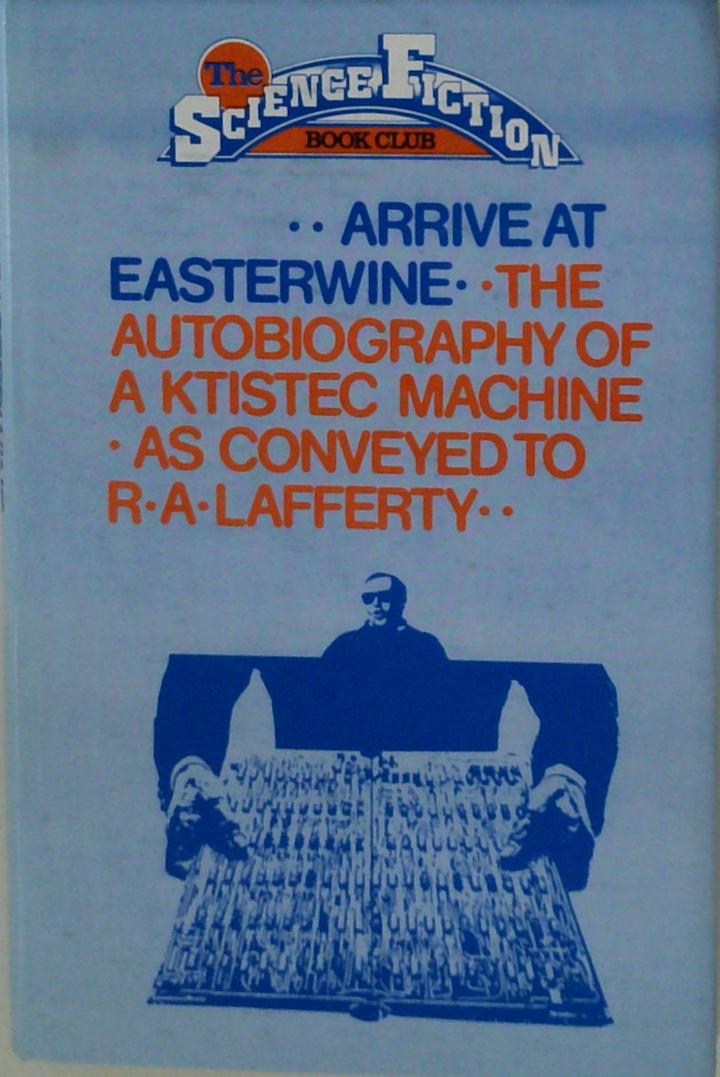 The
SCIENCE FICTION
BOOK CLUB
·· ARRIVE AT
EASTERWINE· ·THE
AUTOBIOGRAPHY OF
A KTISTEC MACHINE
· AS CONVEYED TO
R·A·LAFFERTY··